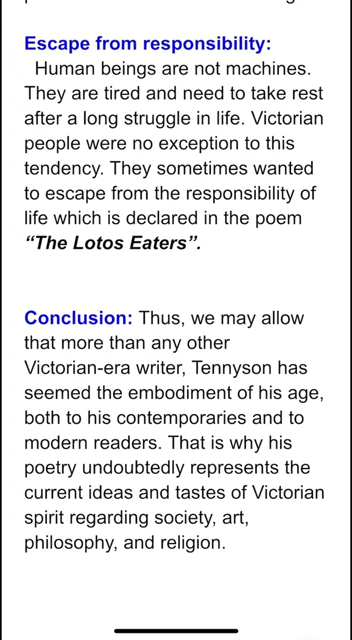 Escape from responsibility:
Human beings are not machines.
They are tired and need to take rest
after a long struggle in life. Victorian
people were no exception to this
tendency. They sometimes wanted
to escape from the responsibility of
life which is declared in the poem
“The Lotos Eaters”.
Conclusion: Thus, we may allow
that more than any other
Victorian-era writer, Tennyson has
seemed the embodiment of his age,
both to his contemporaries and to
modern readers. That is why his
poetry undoubtedly represents the
current ideas and tastes of Victorian
spirit regarding society, art,
philosophy, and religion.